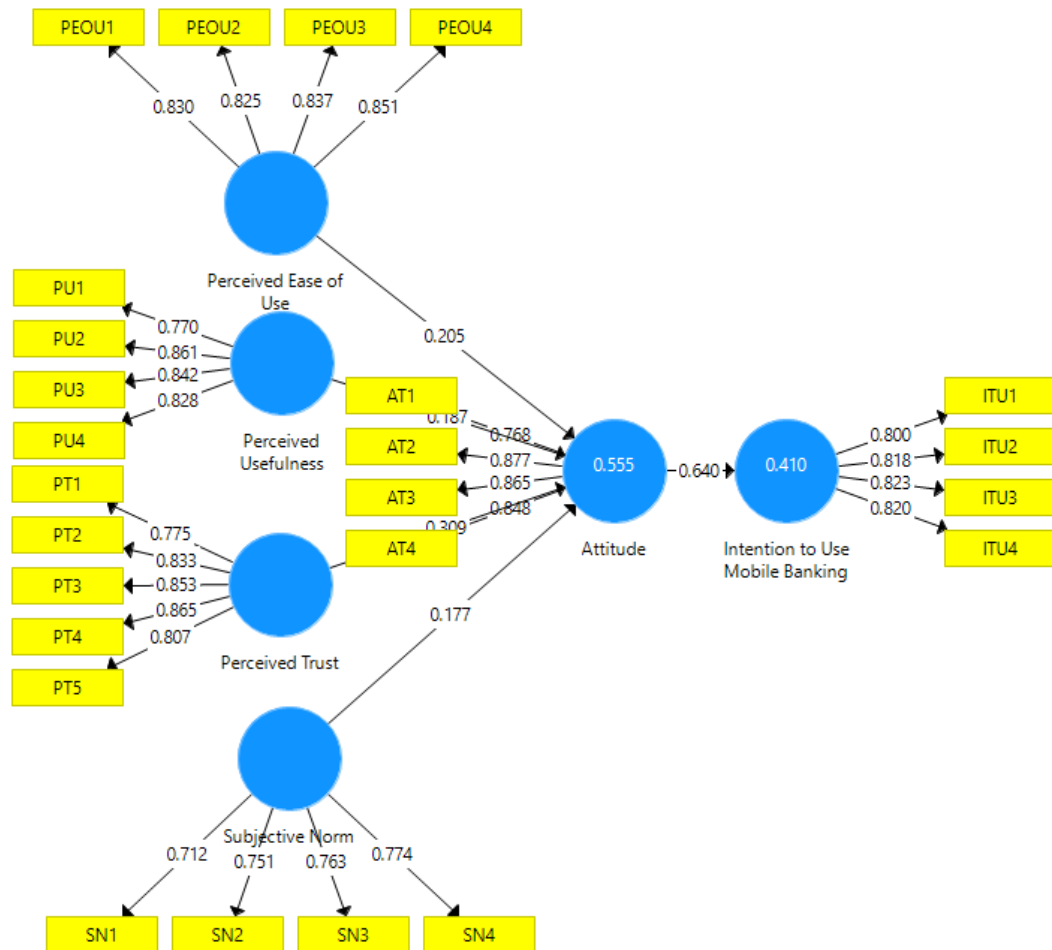 PEOU1 PEOU2 PEOU3 PEOU4
0.830 0.825 0.837 0.851
Perceived Ease of
Use
PU1
PU2
PU3
PU4
0.770
0.861
0.842
0.828
Perceived
Usefulness
PT1
PT2
PT3
PT4
PT5
0.775
0.833
0.853
0.865
0.807
Perceived Trust
Subjective Norm
0.712 0.751 0.763 0.774
SN1 SN2 SN3 SN4
0.205
0.187
0.309
0.177
AT1
AT2
AT3
AT4
0.768
0.877
0.865
0.848
0.555
Attitude
0.640
0.410
Intention to Use
Mobile Banking
0.800
0.818
0.823
0.820
ITU1
ITU2
ITU3
ITU4